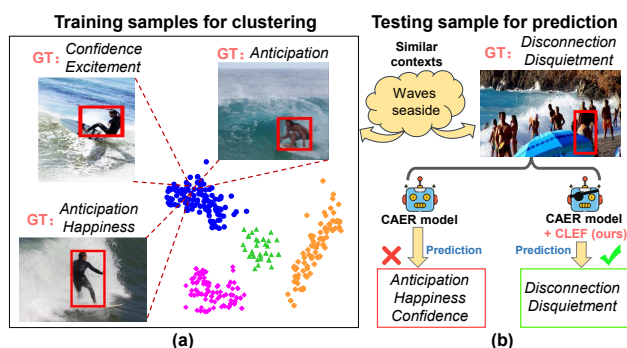 Training samples for clustering
GT: Confidence
Excitement
GT: Anticipation
GT: Anticipation
Happiness
(a)
Testing sample for prediction
Similar
contexts
Waves
seaside
GT: Disconnection
Disquietment
CAER model
Prediction
Anticipation
Happiness
Confidence
CAER model
+ CLEF (ours)
Prediction
Disconnection
Disquietment
(b)